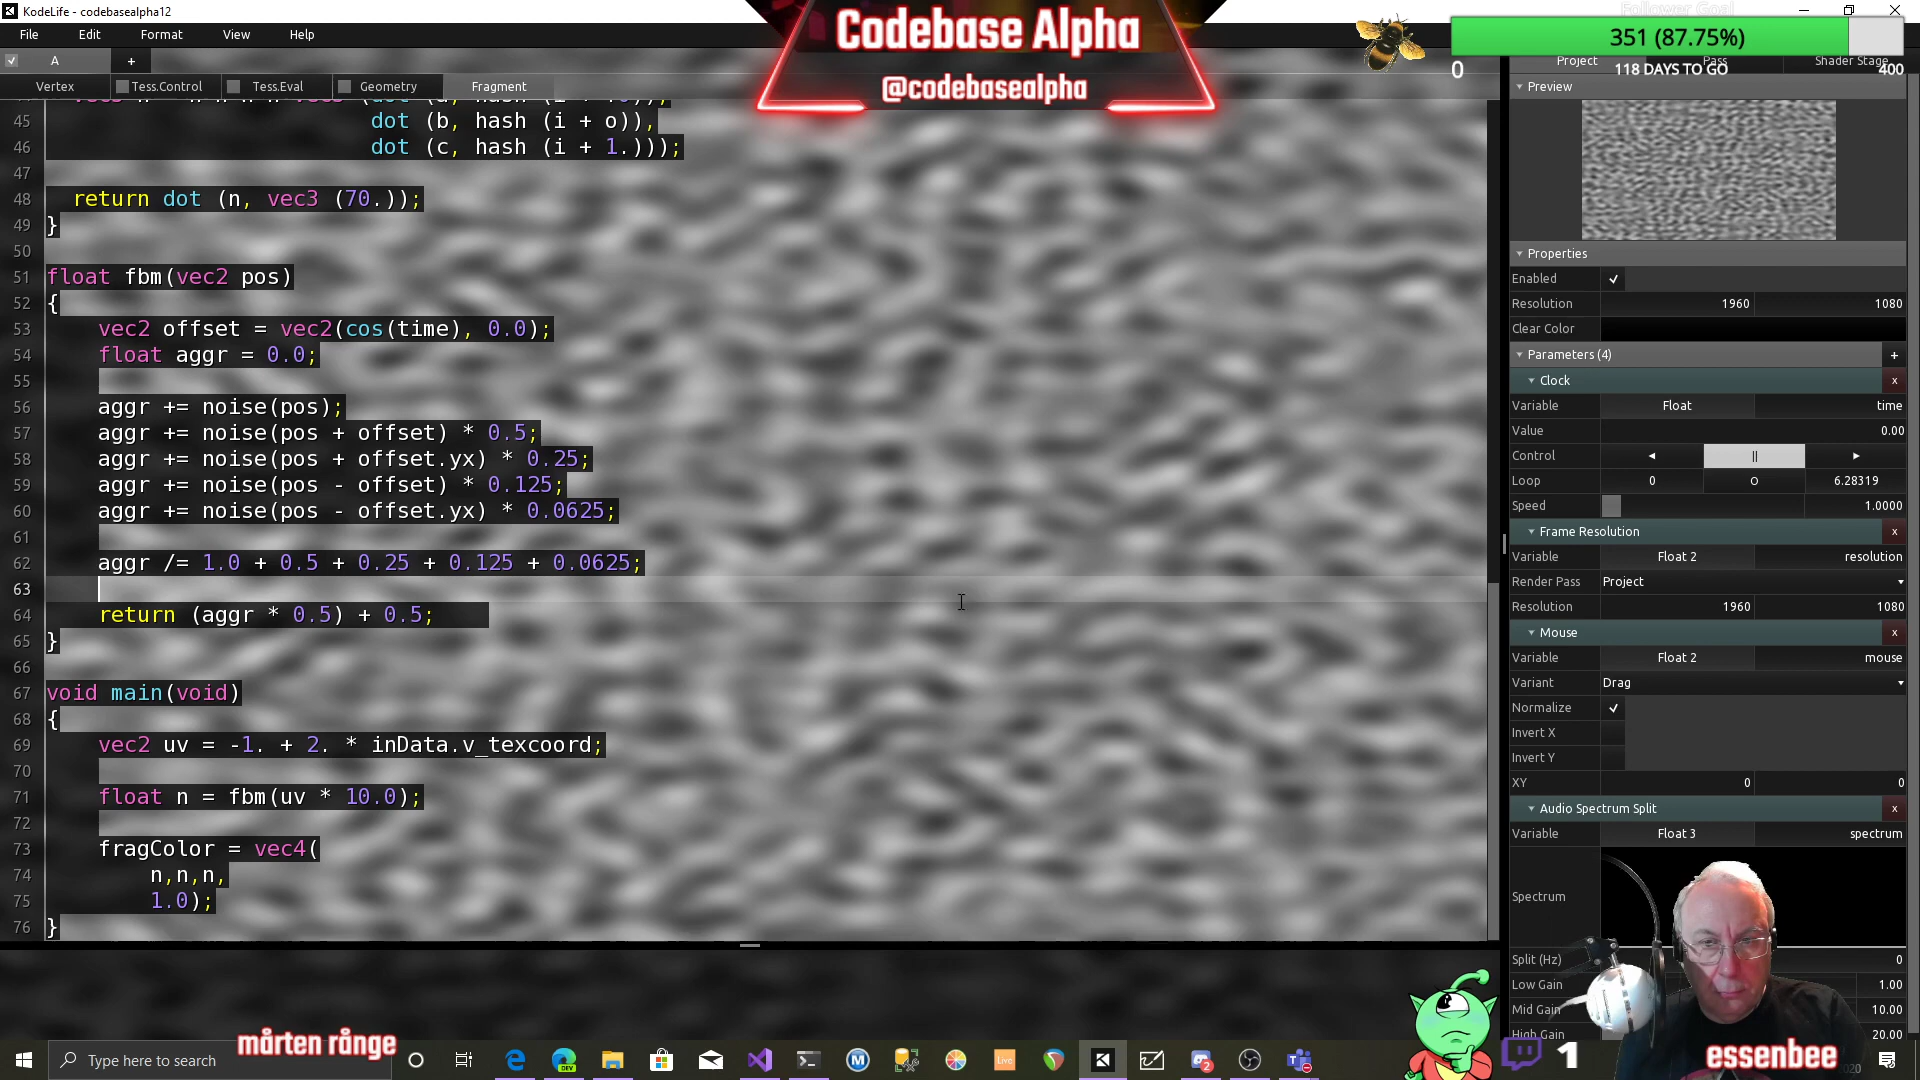 KodeLife - codebasealpha12
File Edit Format View Help
Codebase Alpha
@codebasealpha
Follower Goal
351 (87.75%)
0
118 DAYS TO GO
400
A +
Project Pass Shader Stage
Vertex Tess.Control Tess.Eval Geometry Fragment
45 dot (b, hash (i + o)),
46 dot (c, hash (i + 1.)));
47
48 return dot (n, vec3 (70.));
49 }
50
51 float fbm(vec2 pos)
52 {
53 vec2 offset = vec2(cos(time), 0.0);
54 float aggr = 0.0;
55
56 aggr += noise(pos);
57 aggr += noise(pos + offset) * 0.5;
58 aggr += noise(pos + offset.yx) * 0.25;
59 aggr += noise(pos - offset) * 0.125;
60 aggr += noise(pos - offset.yx) * 0.0625;
61
62 aggr /= 1.0 + 0.5 + 0.25 + 0.125 + 0.0625;
63
64 return (aggr * 0.5) + 0.5;
65 }
66
67 void main(void)
68 {
69 vec2 uv = -1. + 2. * inData.v_texcoord;
70
71 float n = fbm(uv * 10.0);
72
73 fragColor = vec4(
74 n,n,n,
75 1.0);
76 }
Preview
Properties
Enabled
Resolution 1960 1080
Clear Color
Parameters (4) +
Clock x
Variable Float time
Value 0.00
Control
Loop 0 6.28319
Speed 1.0000
Frame Resolution x
Variable Float 2 resolution
Render Pass Project
Resolution 1960 1080
Mouse x
Variable Float 2 mouse
Variant Drag
Normalize
Invert X
Invert Y
XY 0 0
Audio Spectrum Split x
Variable Float 3 spectrum
Spectrum
Split (Hz) 0
Low Gain 1.00
Mid Gain 10.00
High Gain 20.00
mårten rånge
Type here to search
DEV
Live
2
1
essenbee